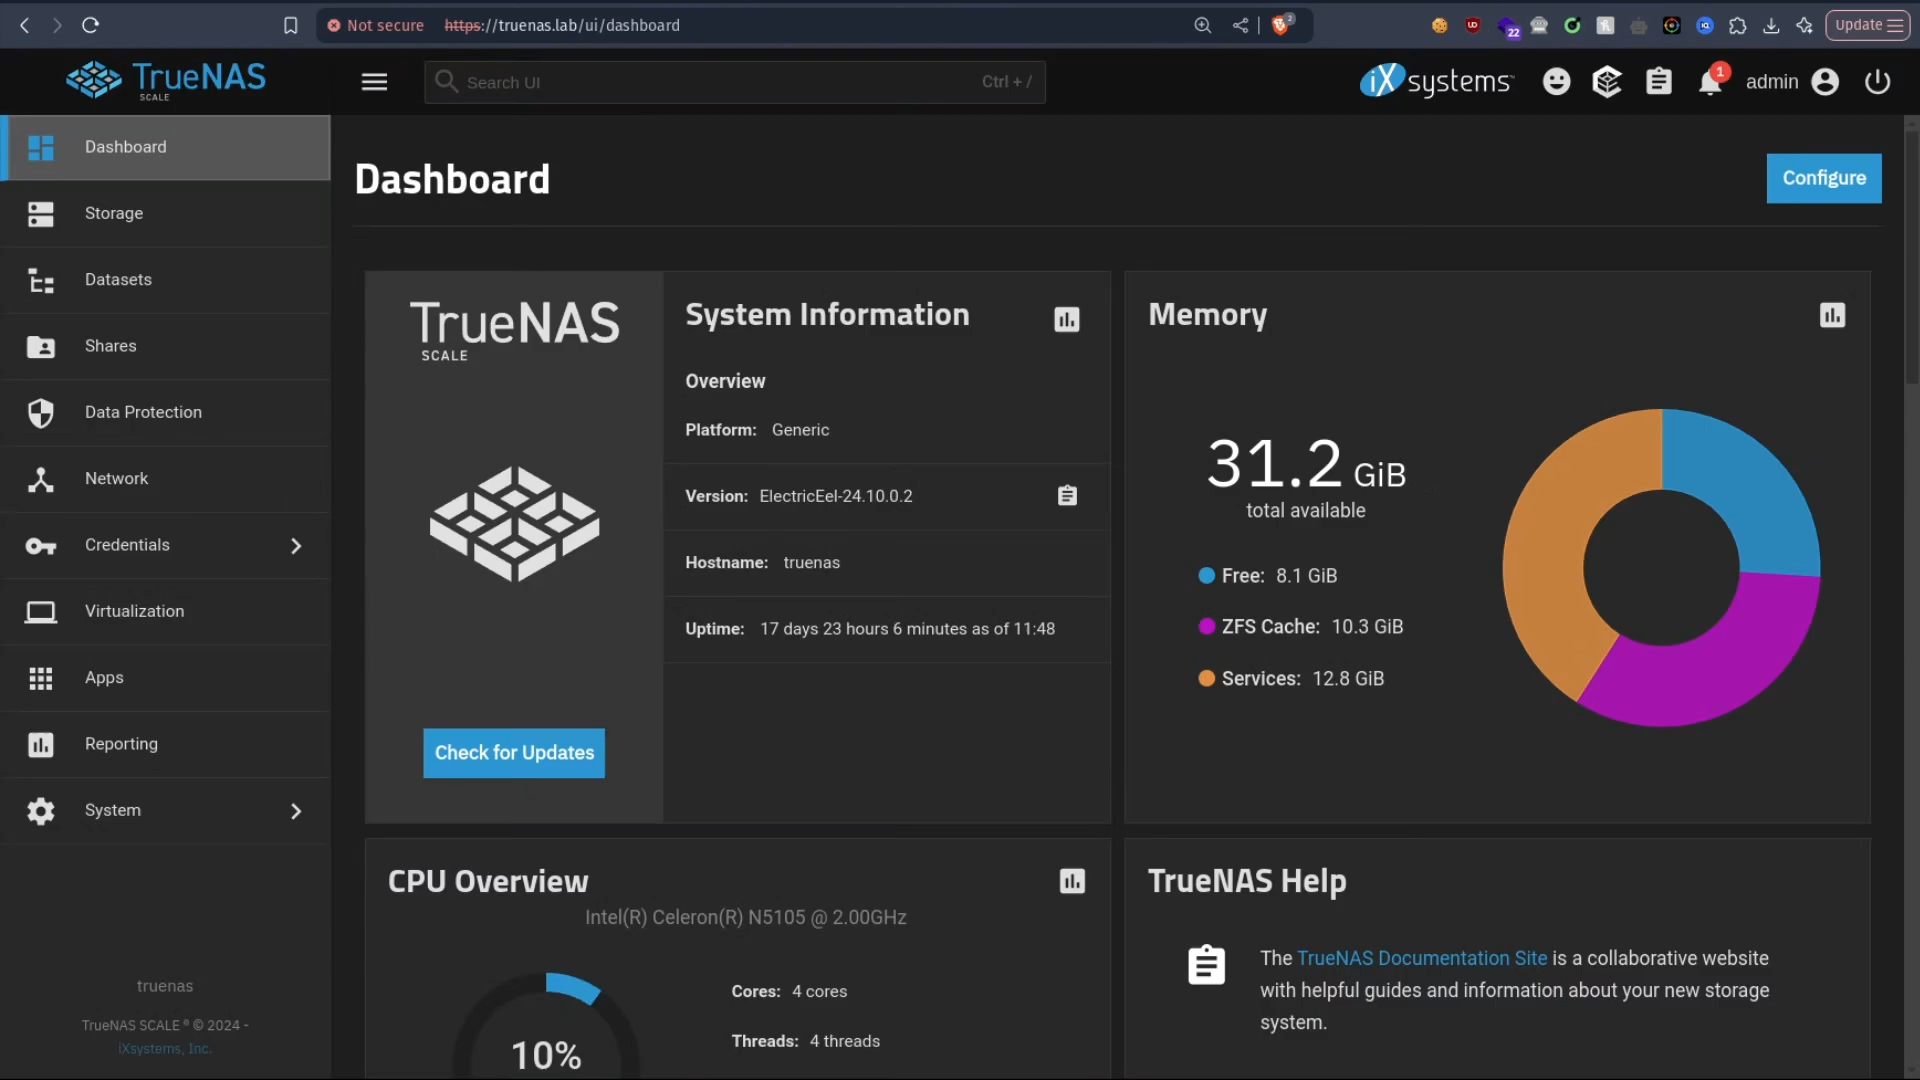 Not secure https://truenas.lab/ui/dashboard
2
22
Update
TrueNAS
SCALE
Search UI
Ctrl + /
iXsystems™
1
admin
Dashboard
Storage
Datasets
Shares
Data Protection
Network
Credentials
Virtualization
Apps
Reporting
System
truenas
TrueNAS SCALE ® © 2024 -
iXsystems, Inc.
Dashboard
Configure
TrueNAS
SCALE
Check for Updates
System Information
Overview
Platform: Generic
Version: ElectricEel-24.10.0.2
Hostname: truenas
Uptime: 17 days 23 hours 6 minutes as of 11:48
Memory
31.2 GiB
total available
Free: 8.1 GiB
ZFS Cache: 10.3 GiB
Services: 12.8 GiB
CPU Overview
Intel(R) Celeron(R) N5105 @ 2.00GHz
10%
Cores: 4 cores
Threads: 4 threads
TrueNAS Help
The TrueNAS Documentation Site is a collaborative website
with helpful guides and information about your new storage
system.